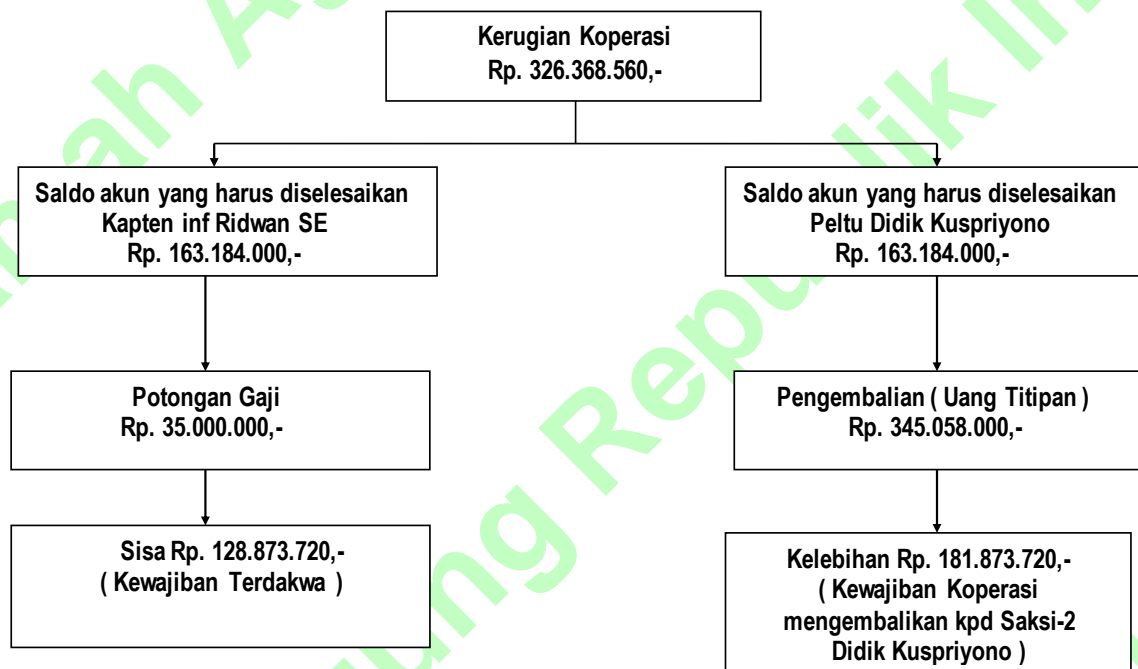 Kerugian Koperasi
Rp. 326.368.560,-
Saldo akun yang harus diselesaikan
Kapten inf Ridwan SE
Rp. 163.184.000,-
Saldo akun yang harus diselesaikan
Peltu Didik Kuspriyono
Rp. 163.184.000,-
Potongan Gaji
Rp. 35.000.000,-
Pengembalian ( Uang Titipan )
Rp. 345.058.000,-
Sisa Rp. 128.873.720,-
( Kewajiban Terdakwa )
Kelebihan Rp. 181.873.720,-
( Kewajiban Koperasi
mengembalikan kpd Saksi-2
Didik Kuspriyono )